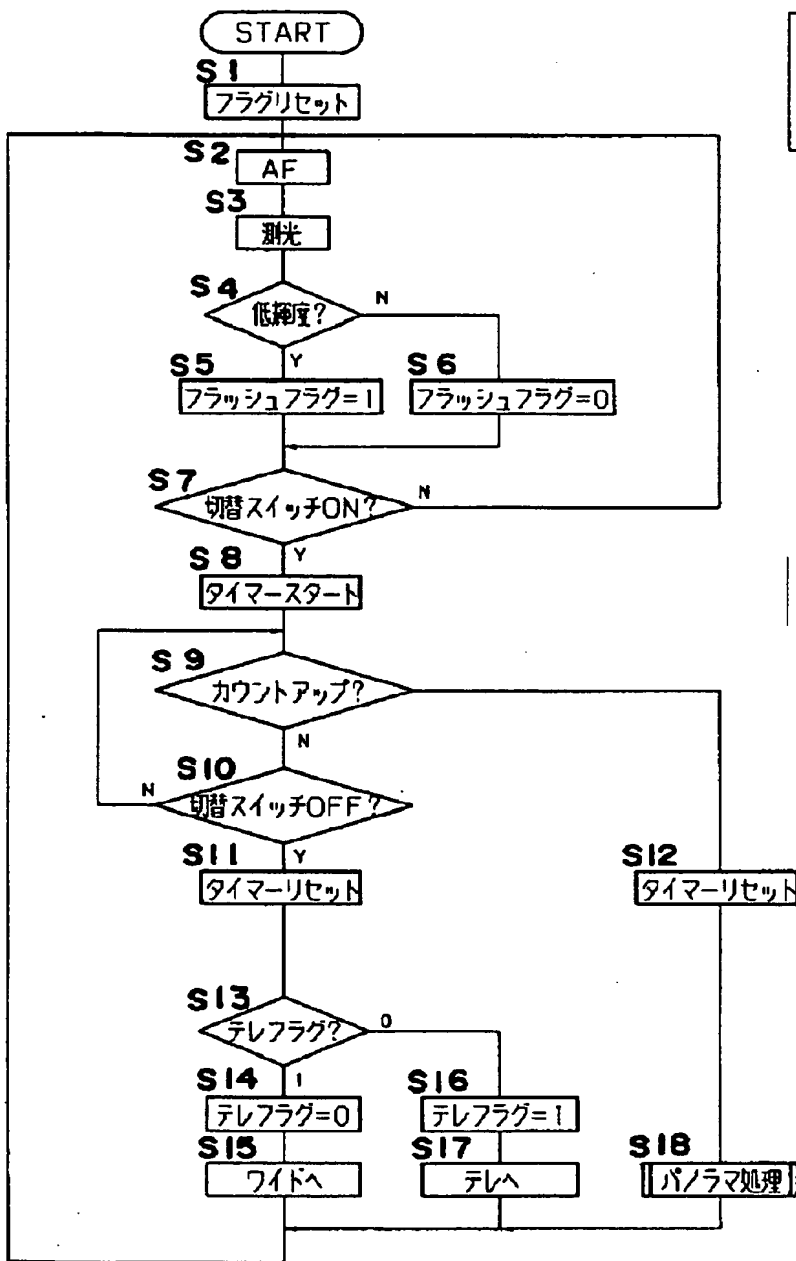 START
S1
フラグリセット
S2
AF
S3
測光
S4
低輝度?
N
Y
S5
フラッシュフラグ=1
S6
フラッシュフラグ=0
S7
切替スイッチON?
N
Y
S8
タイマースタート
S9
カウントアップ?
N
S10
切替スイッチOFF?
N
Y
S11
タイマーリセット
S12
タイマーリセット
S13
テレフラグ?
0
1
S14
テレフラグ=0
S16
テレフラグ=1
S15
ワイドへ
S17
テレへ
S18
パノラマ処理